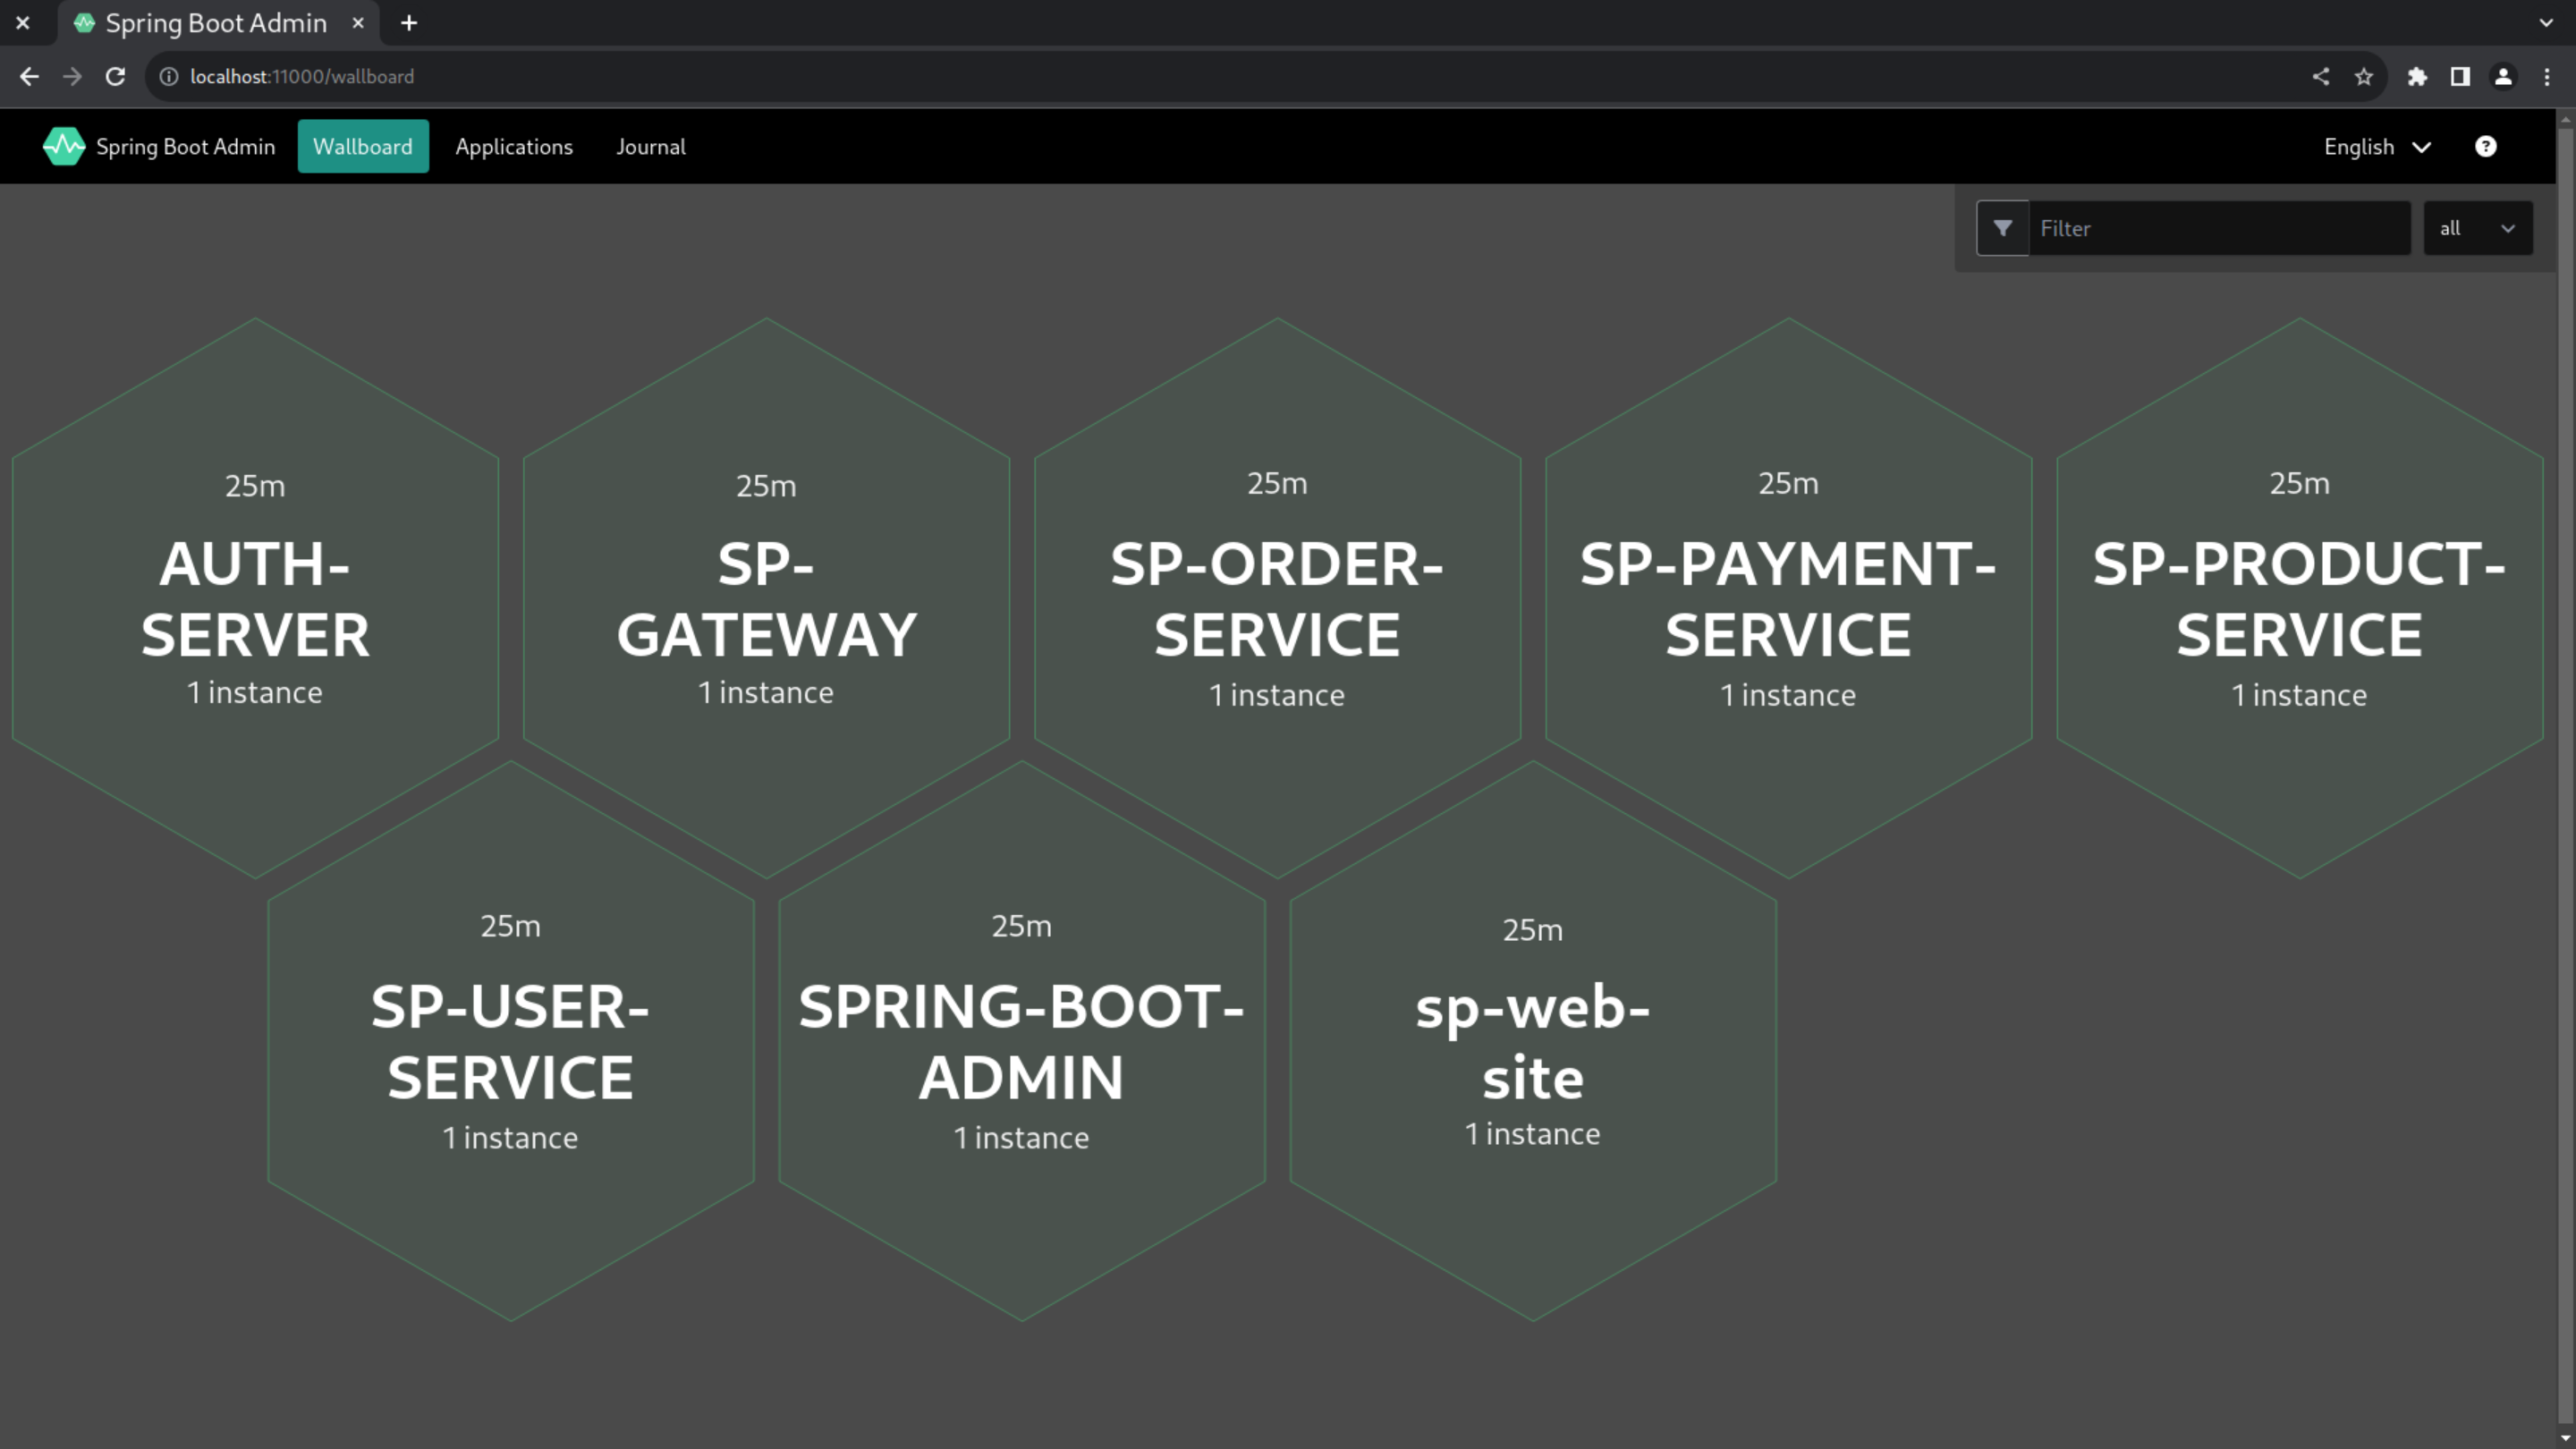 Spring Boot Admin
localhost:11000/wallboard
Spring Boot Admin Wallboard Applications Journal English
Filter all
25m
AUTH-
SERVER
1 instance
25m
SP-
GATEWAY
1 instance
25m
SP-ORDER-
SERVICE
1 instance
25m
SP-PAYMENT-
SERVICE
1 instance
25m
SP-PRODUCT-
SERVICE
1 instance
25m
SP-USER-
SERVICE
1 instance
25m
SPRING-BOOT-
ADMIN
1 instance
25m
sp-web-
site
1 instance